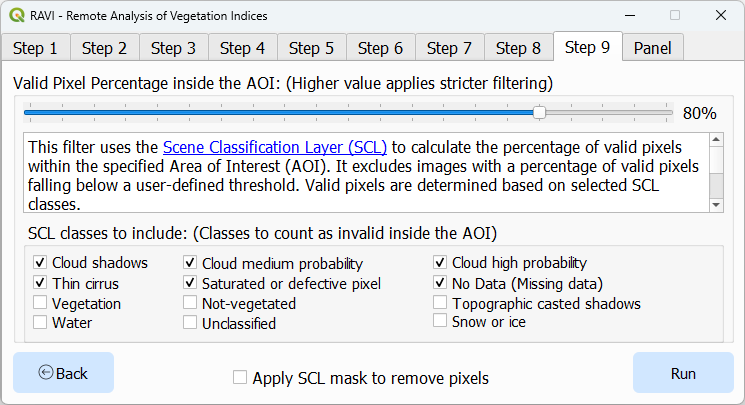 RAVI - Remote Analysis of Vegetation Indices
Step 1 Step 2 Step 3 Step 4 Step 5 Step 6 Step 7 Step 8 Step 9 Panel
Valid Pixel Percentage inside the AOI: (Higher value applies stricter filtering)
80%
This filter uses the Scene Classification Layer (SCL) to calculate the percentage of valid pixels
within the specified Area of Interest (AOI). It excludes images with a percentage of valid pixels
falling below a user-defined threshold. Valid pixels are determined based on selected SCL
classes.
SCL classes to include: (Classes to count as invalid inside the AOI)
Cloud shadows Cloud medium probability Cloud high probability
Thin cirrus Saturated or defective pixel No Data (Missing data)
Vegetation Not-vegetated Topographic casted shadows
Water Unclassified Snow or ice
Back Apply SCL mask to remove pixels Run